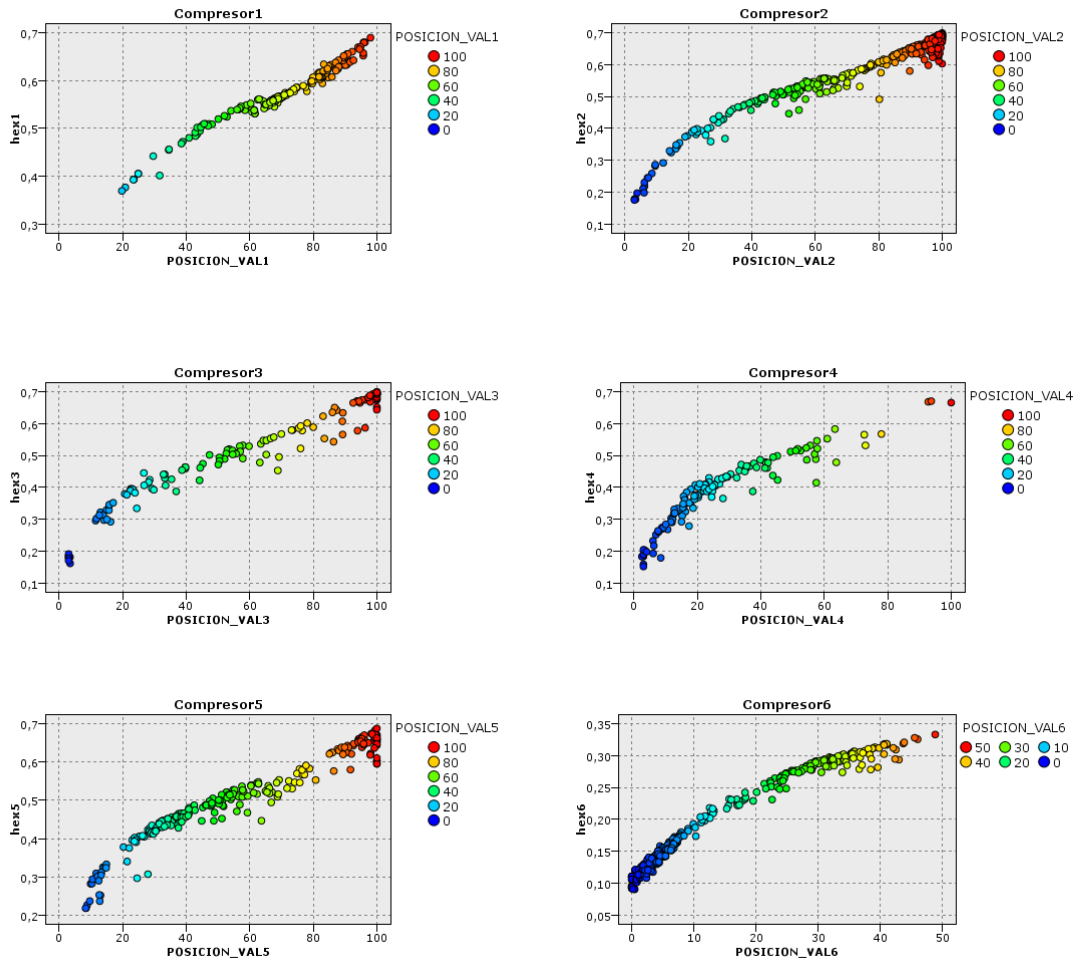 Compresor1
hex1
0,7
0,6
0,5
0,4
0,3
0 20 40 60 80 100
POSICION_VAL1
POSICION_VAL1
100
80
60
40
20
0
Compresor2
hex2
0,7
0,6
0,5
0,4
0,3
0,2
0,1
0 20 40 60 80 100
POSICION_VAL2
POSICION_VAL2
100
80
60
40
20
0
Compresor3
hex3
0,7
0,6
0,5
0,4
0,3
0,2
0,1
0 20 40 60 80 100
POSICION_VAL3
POSICION_VAL3
100
80
60
40
20
0
Compresor4
hex4
0,7
0,6
0,5
0,4
0,3
0,2
0,1
0 20 40 60 80 100
POSICION_VAL4
POSICION_VAL4
100
80
60
40
20
0
Compresor5
hex5
0,7
0,6
0,5
0,4
0,3
0,2
0 20 40 60 80 100
POSICION_VAL5
POSICION_VAL5
100
80
60
40
20
0
Compresor6
hex6
0,35
0,30
0,25
0,20
0,15
0,10
0,05
0 10 20 30 40 50
POSICION_VAL6
POSICION_VAL6
50 30 10
40 20 0